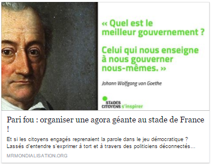 « Quel est le
meilleur gouvernement ?
Celui qui nous enseigne
à nous gouverner
nous-mêmes. »
Johann Wolfgang von Goethe
STADES
CITOYENS
Pari fou : organiser une agora géante au stade de France
!
Et si les citoyens engagés reprenaient la parole dans le jeu démocratique ?
Lassés d'entendre s'exprimer à tort et à travers des politiciens déconnectés...
MRMONDIALISATION.ORG